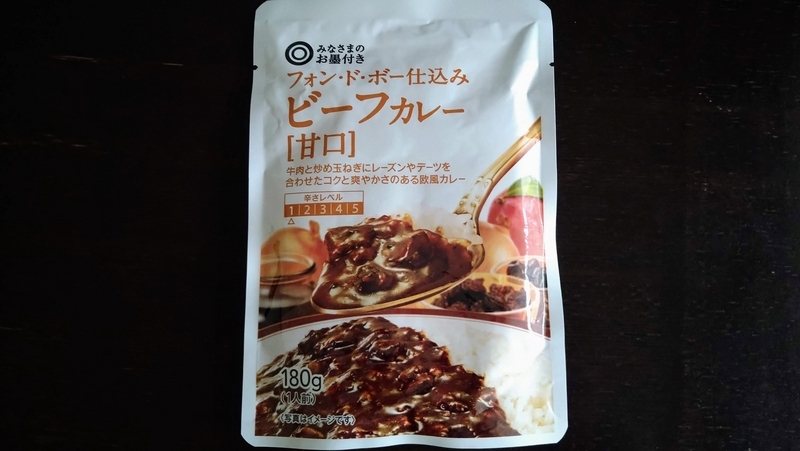 みなさまの
お墨付き
フォン・ド・ボー仕込み
ビーフカレー
[甘口]
牛肉と炒め玉ねぎにレーズンやデーツを
合わせたコクと爽やかさのある欧風カレー
辛さレベル
1 2 3 4 5
△
180g
(1人前)
〈写真はイメージです〉